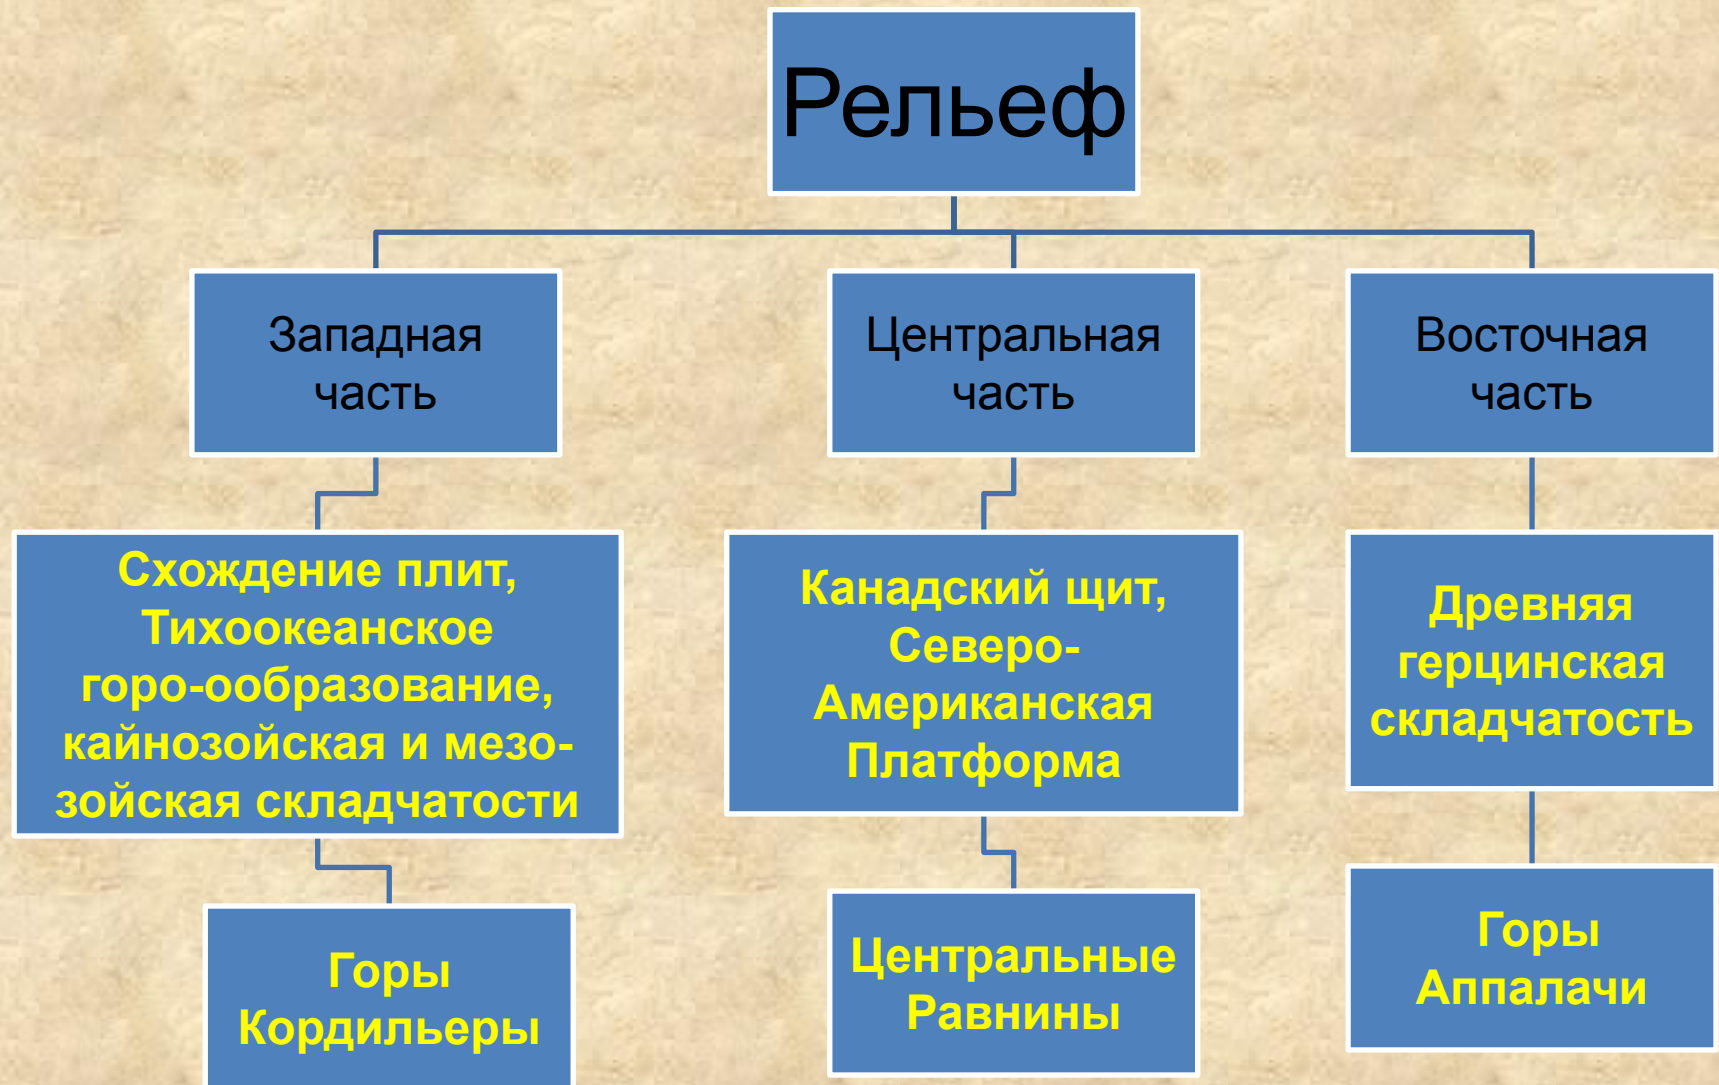 Рельеф
Западная
часть
Центральная
часть
Восточная
часть
Схождение плит,
Тихоокеанское
горо-ообразование,
кайнозойская и мезо-
зойская складчатости
Канадский щит,
Северо-
Американская
Платформа
Древняя
герцинская
складчатость
Горы
Кордильеры
Центральные
Равнины
Горы
Аппалачи